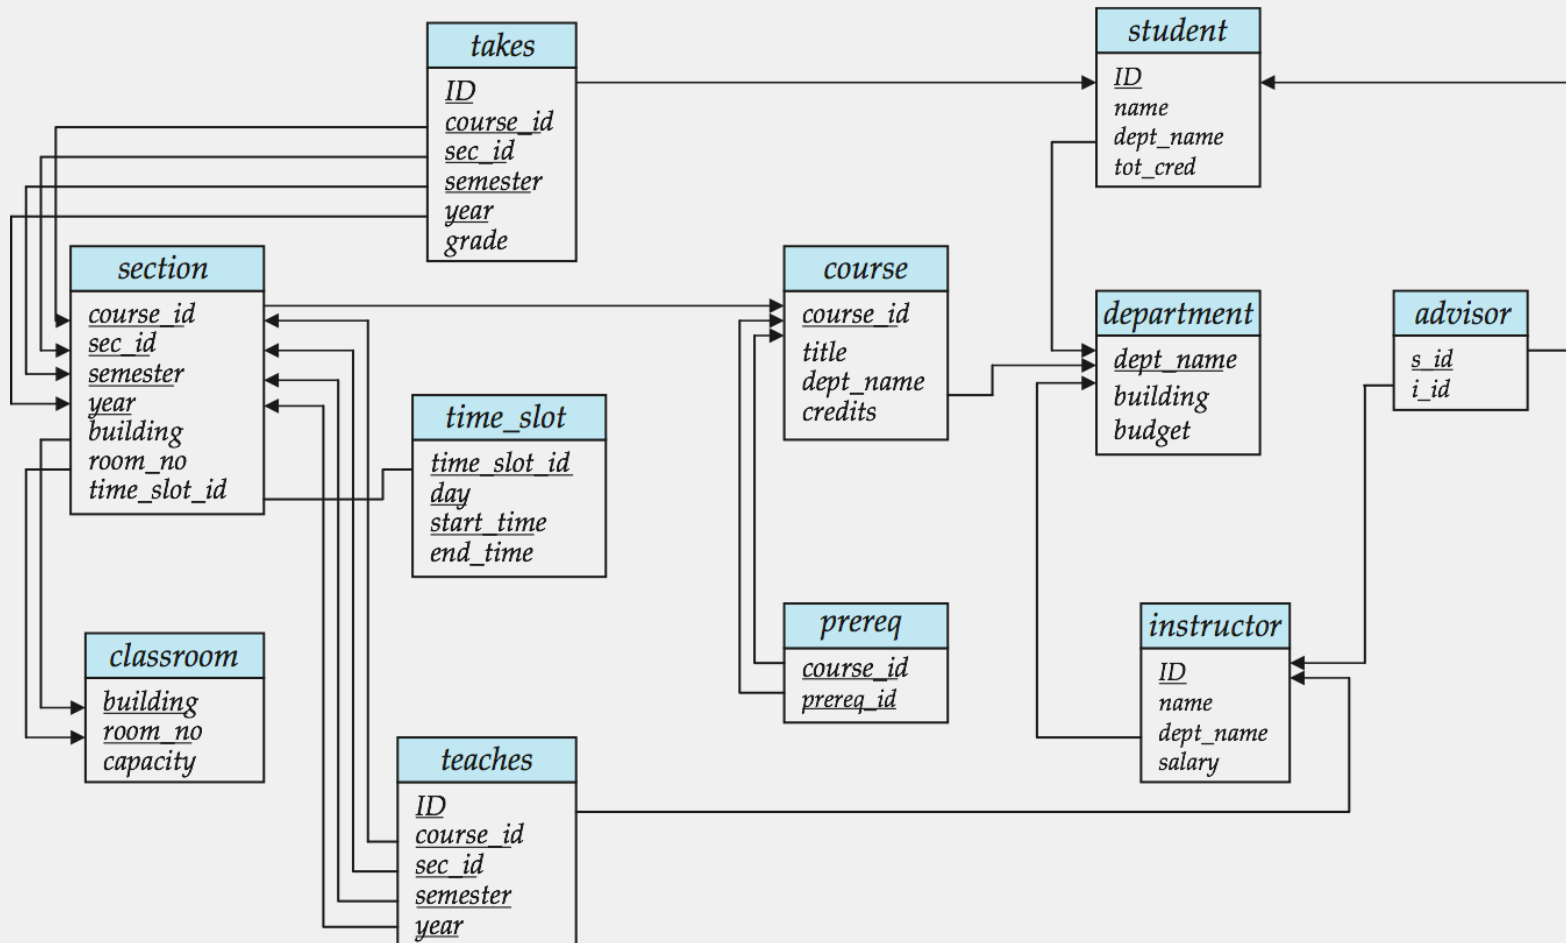 takes
ID
course_id
sec_id
semester
year
grade
student
ID
name
dept_name
tot_cred
section
course_id
sec_id
semester
year
building
room_no
time_slot_id
course
course_id
title
dept_name
credits
department
dept_name
building
budget
advisor
s_id
i_id
time_slot
time_slot_id
day
start_time
end_time
prereq
course_id
prereq_id
instructor
ID
name
dept_name
salary
classroom
building
room_no
capacity
teaches
ID
course_id
sec_id
semester
year